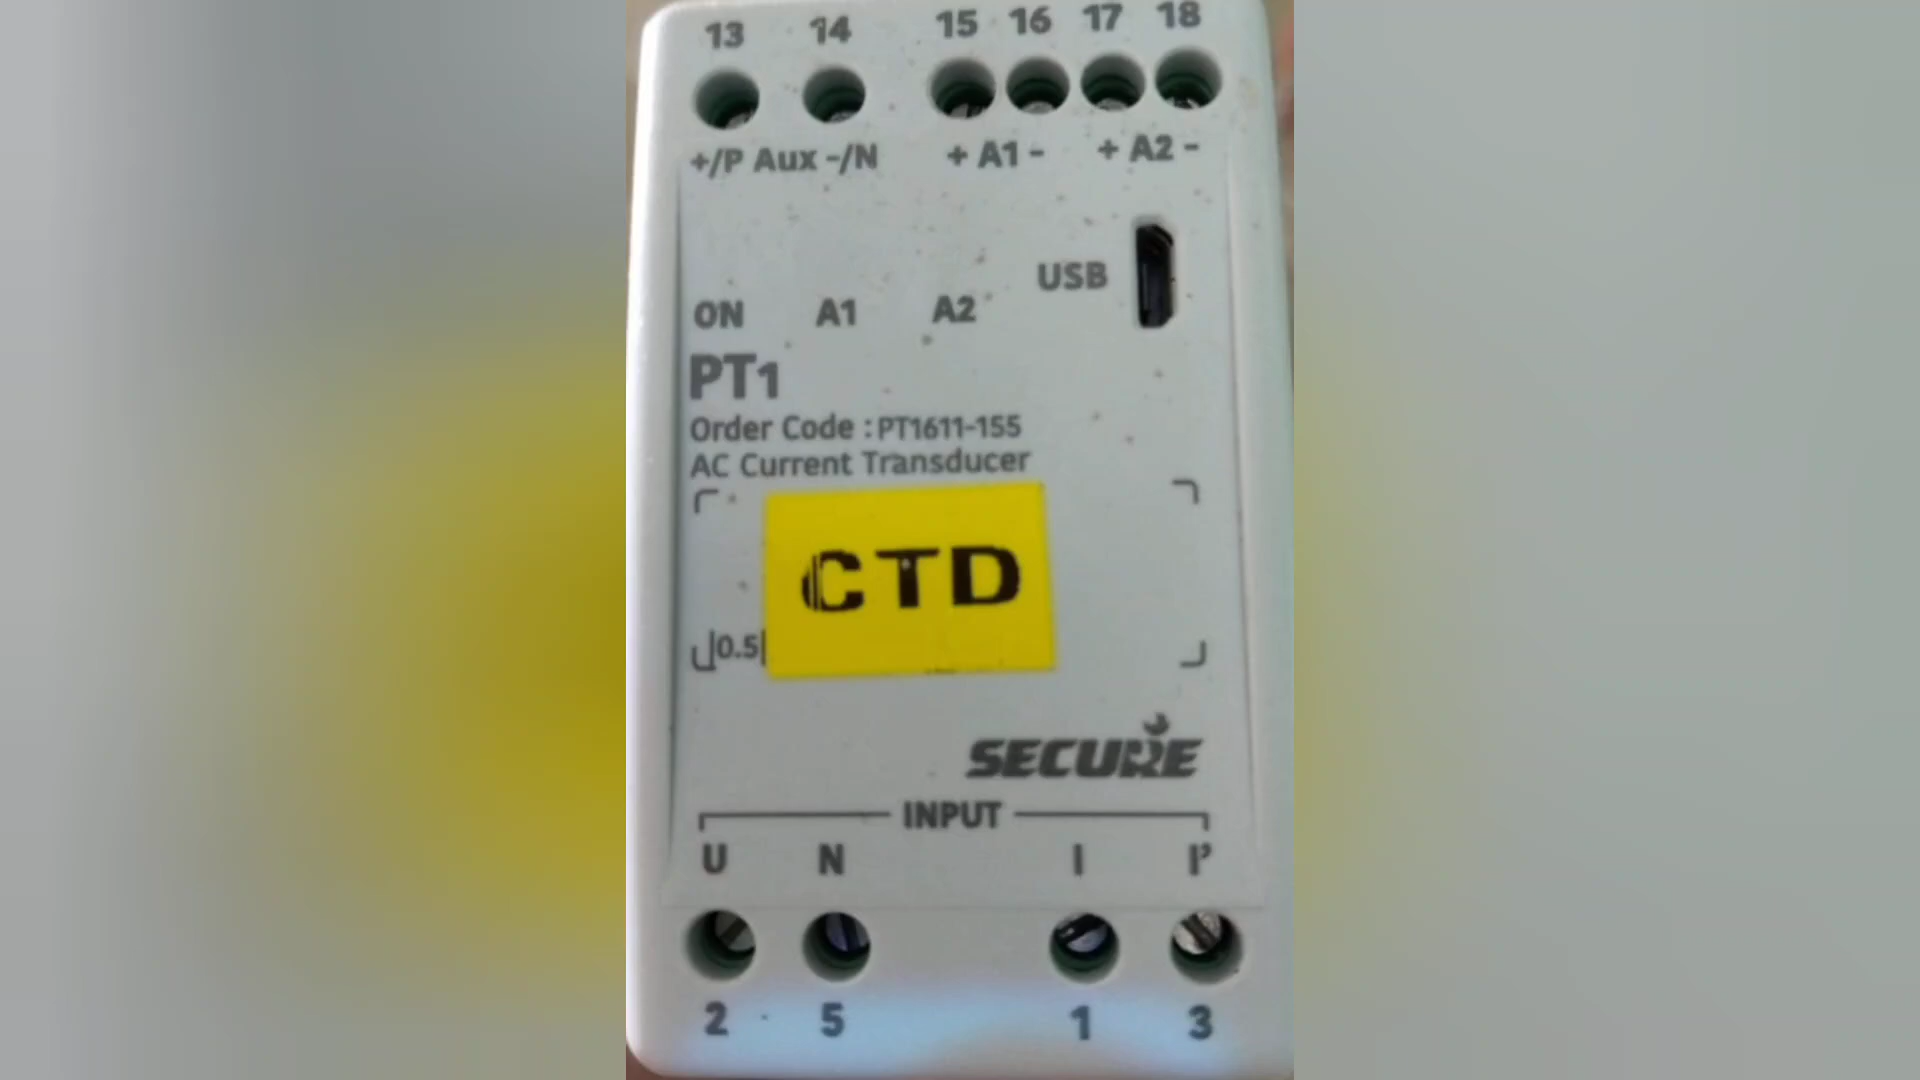 13 14 15 16 17 18
+/P Aux -/N + A1 - + A2 -
USB
ON A1 A2
PT1
Order Code : PT1611-155
AC Current Transducer
CTD
0.5
SECURE
INPUT
U N I I'
2 5 1 3